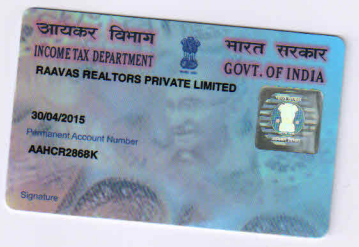 आयकर विभाग
INCOME TAX DEPARTMENT
भारत सरकार
GOVT. OF INDIA
RAAVAS REALTORS PRIVATE LIMITED
30/04/2015
Permanent Account Number
AAHCR2868K
Signature